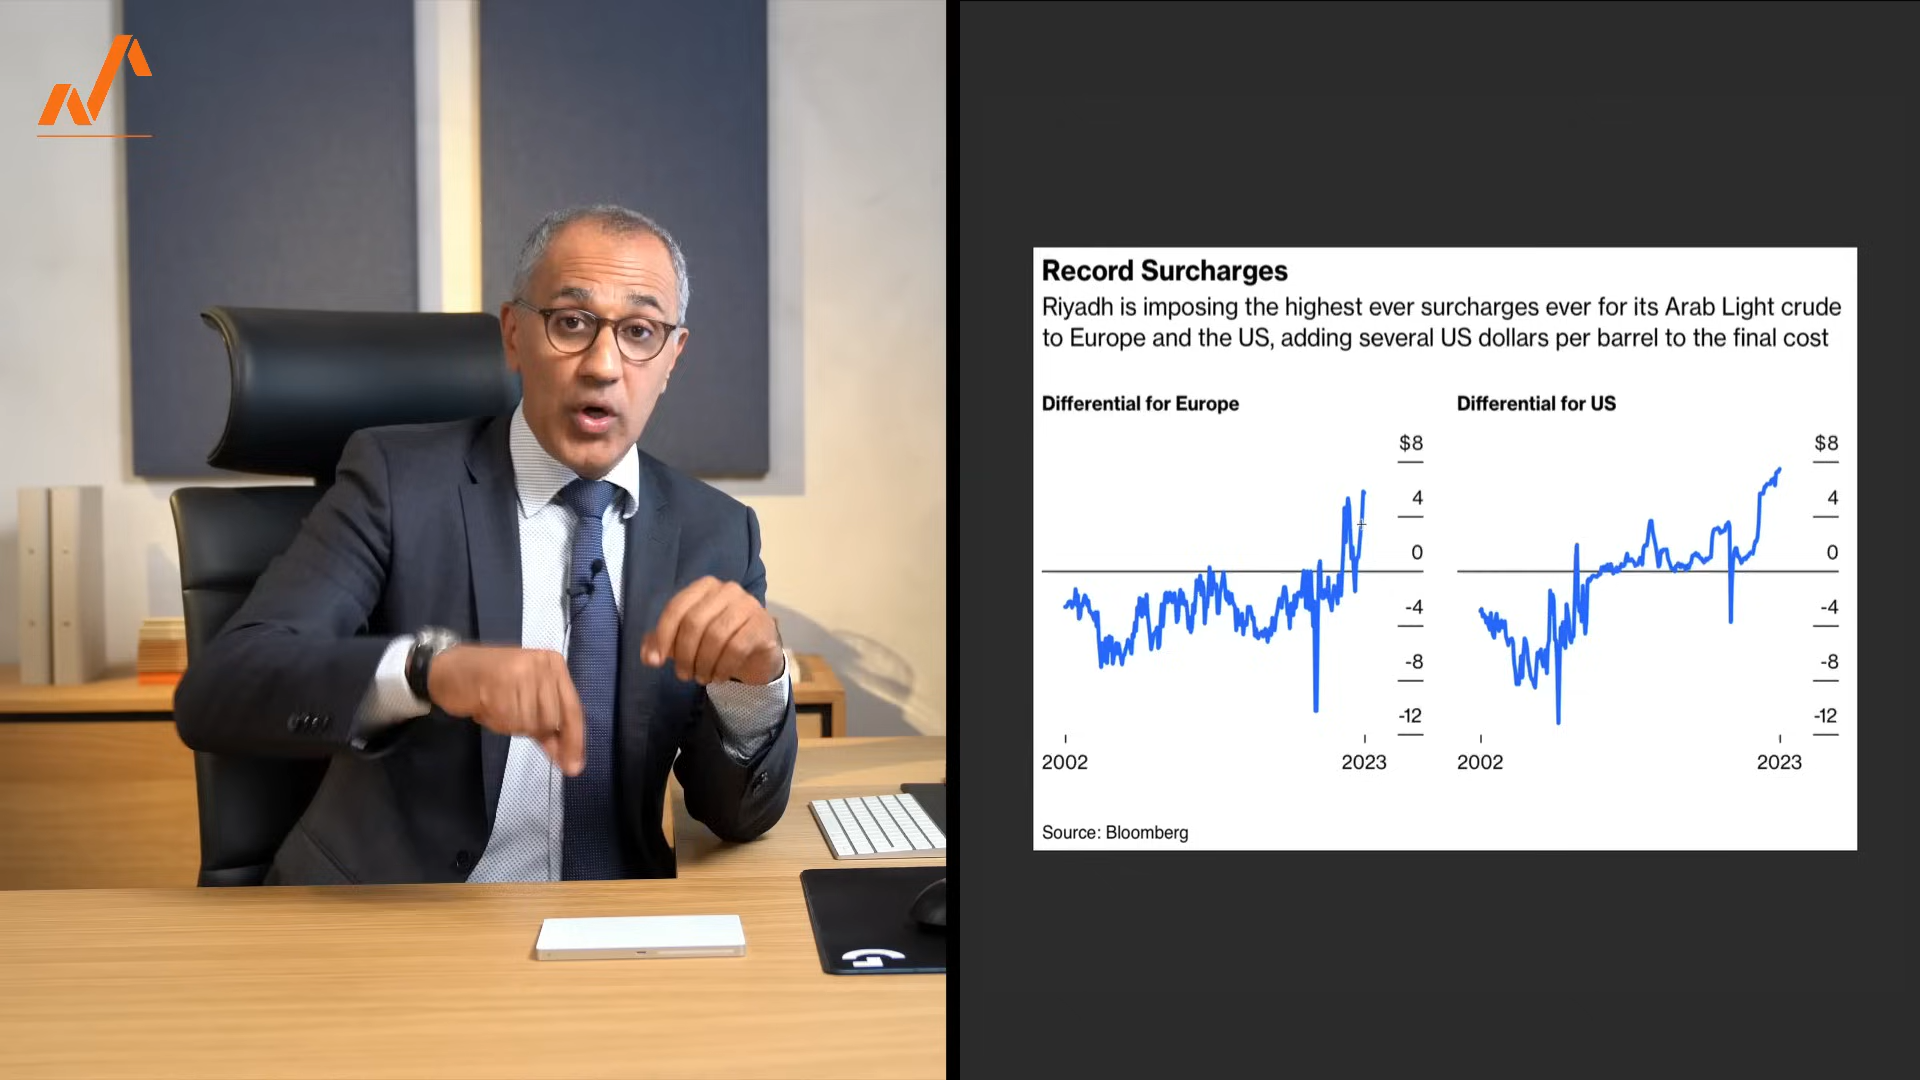 Record Surcharges
Riyadh is imposing the highest ever surcharges ever for its Arab Light crude
to Europe and the US, adding several US dollars per barrel to the final cost
Differential for Europe
$8
4
0
-4
-8
-12
2002 2023
Differential for US
$8
4
0
-4
-8
-12
2002 2023
Source: Bloomberg